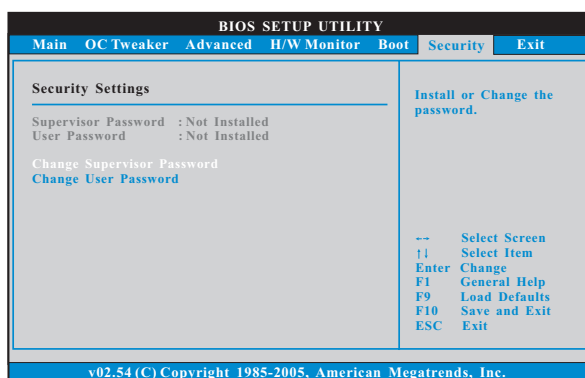 BIOS SETUP UTILITY
Main OC Tweaker Advanced H/W Monitor Boot Security Exit
Security Settings
Supervisor Password : Not Installed
User Password : Not Installed
Change Supervisor Password
Change User Password
Install or Change the
password.
←→ Select Screen
↑↓ Select Item
Enter Change
F1 General Help
F9 Load Defaults
F10 Save and Exit
ESC Exit
v02.54 (C) Copyright 1985-2005, American Megatrends, Inc.